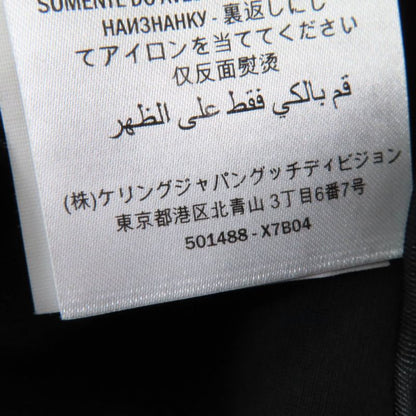 SOMENTE DO AVE
НАИЗНАНКУ - 裏返しにし
てアイロンを当ててください
仅反面熨烫
قم بالكي فقط على الظهر
(株)ケリングジャパングッチディビジョン
東京都港区北青山 3丁目6番7号
501488 - X7B04